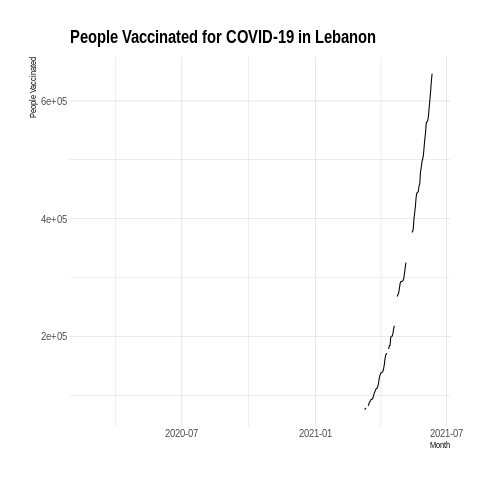 People Vaccinated for COVID-19 in Lebanon
People Vaccinated
6e+05
4e+05
2e+05
2020-07
2021-01
2021-07
Month